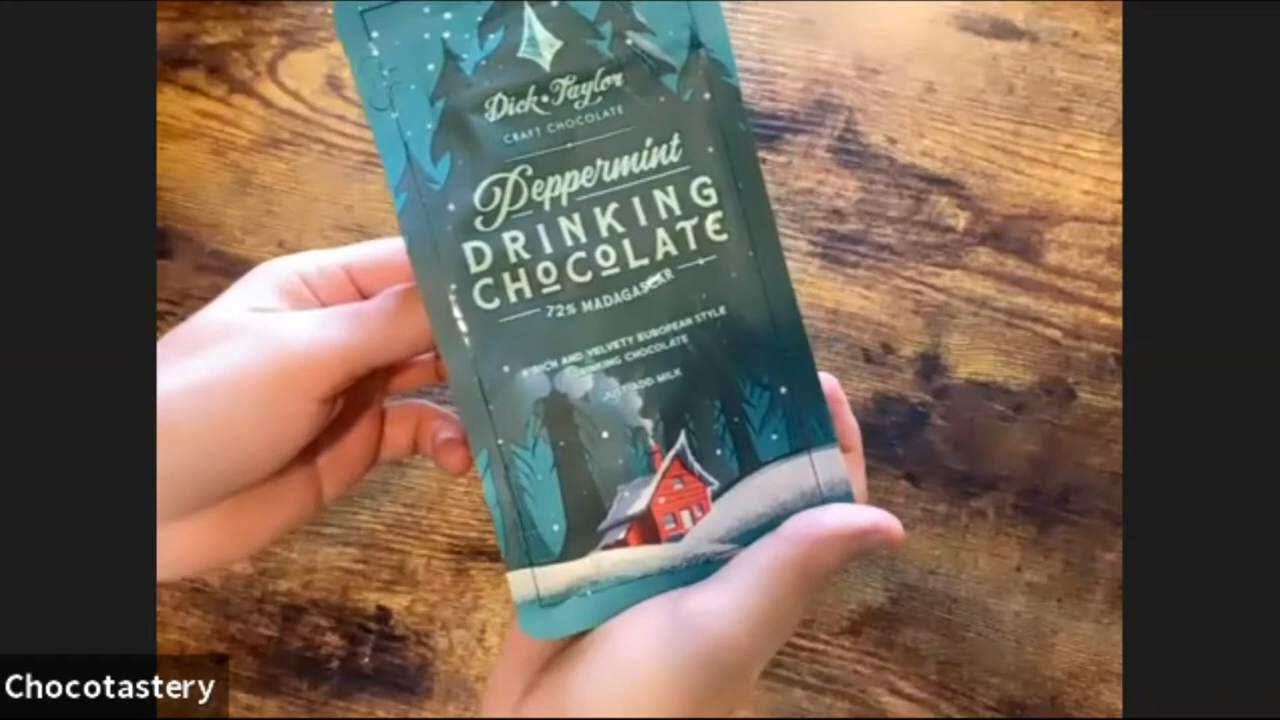 Dick • Taylor
CRAFT CHOCOLATE
Peppermint
DRINKING
CHOCOLATE
72% MADAGASCAR
A RICH AND VELVETY EUROPEAN STYLE
DRINKING CHOCOLATE
JUST ADD MILK
Chocotastery